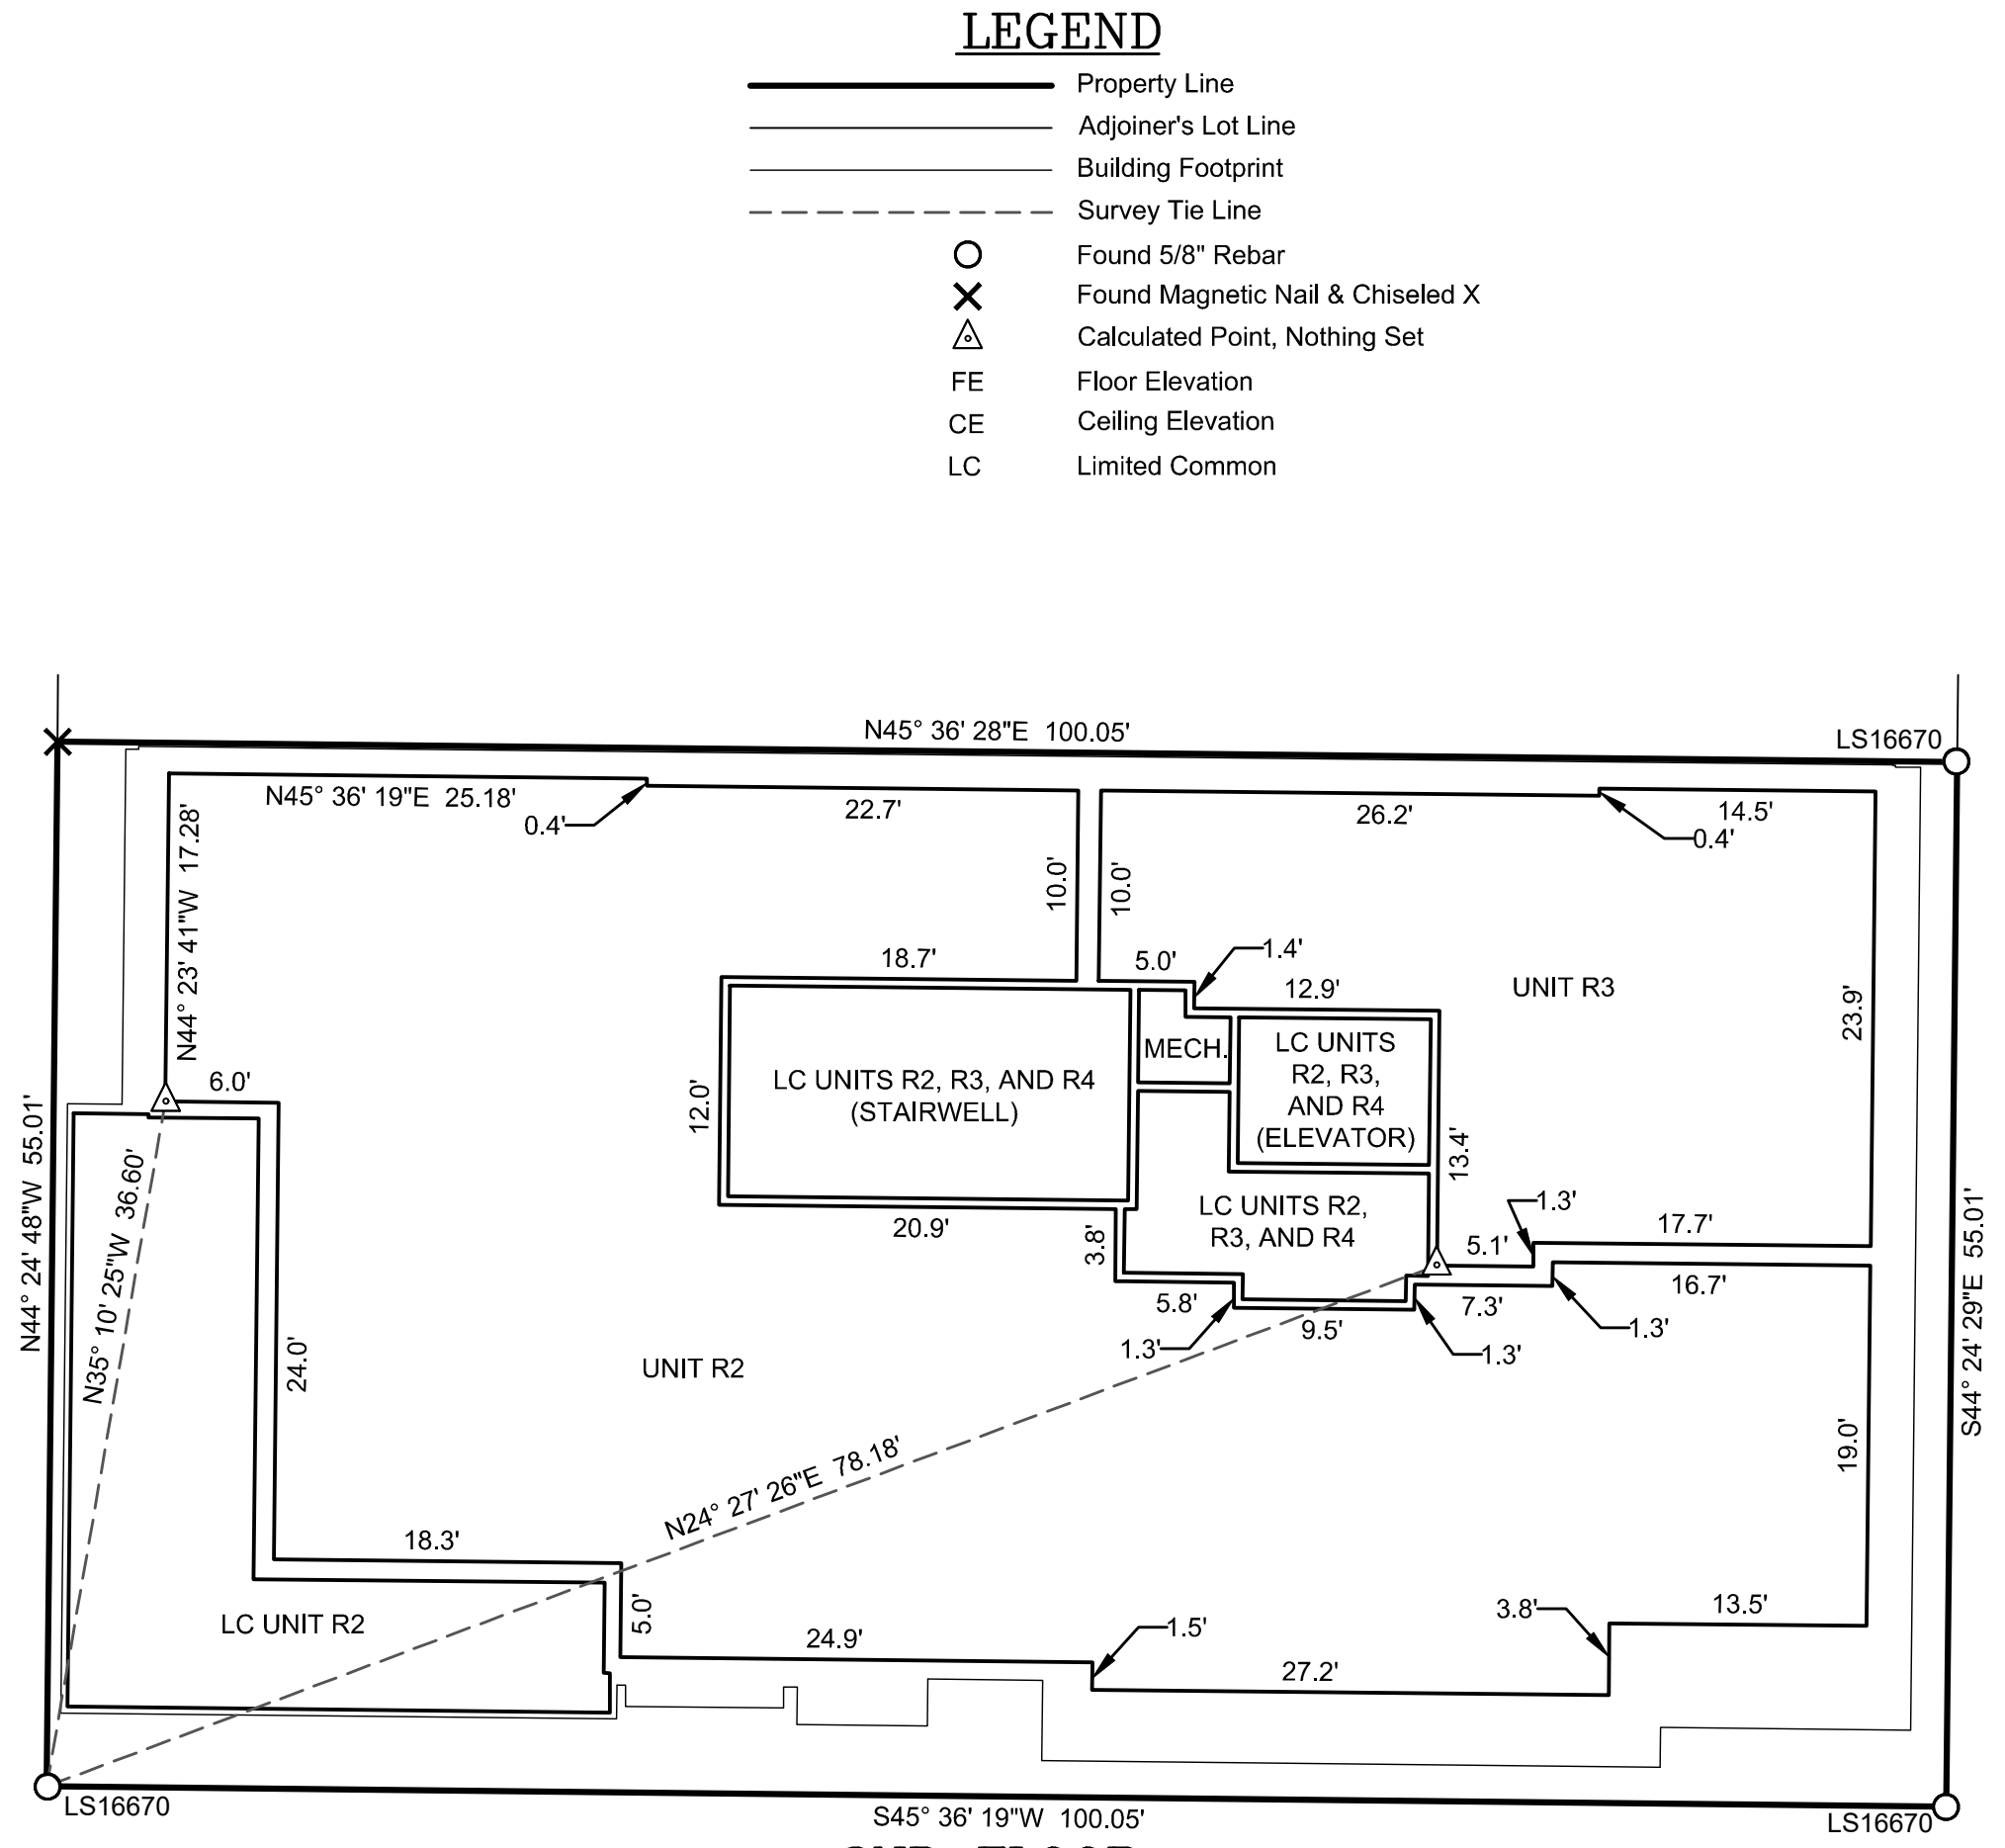 LEGEND
Property Line
Adjoiner's Lot Line
Building Footprint
Survey Tie Line
Found 5/8" Rebar
Found Magnetic Nail & Chiseled X
Calculated Point, Nothing Set
FE Floor Elevation
CE Ceiling Elevation
LC Limited Common
N45° 36' 28"E 100.05'
LS16670
N45° 36' 19"E 25.18'
0.4'
22.7'
26.2'
14.5'
0.4'
N44° 23' 41"W 17.28'
10.0'
10.0'
18.7'
5.0'
1.4'
12.9'
UNIT R3
23.9'
MECH.
LC UNITS
R2, R3,
AND R4
(ELEVATOR)
LC UNITS R2, R3, AND R4
(STAIRWELL)
6.0'
12.0'
13.4'
N44° 24' 48"W 55.01'
N35° 10' 25"W 36.60'
LC UNITS R2,
R3, AND R4
1.3'
17.7'
5.1'
20.9'
3.8'
16.7'
5.8'
7.3'
9.5'
1.3'
1.3'
1.3'
S44° 24' 29"E 55.01'
24.0'
UNIT R2
19.0'
N24° 27' 26"E 78.18'
18.3'
5.0'
LC UNIT R2
24.9'
1.5'
27.2'
3.8'
13.5'
LS16670
S45° 36' 19"W 100.05'
LS16670